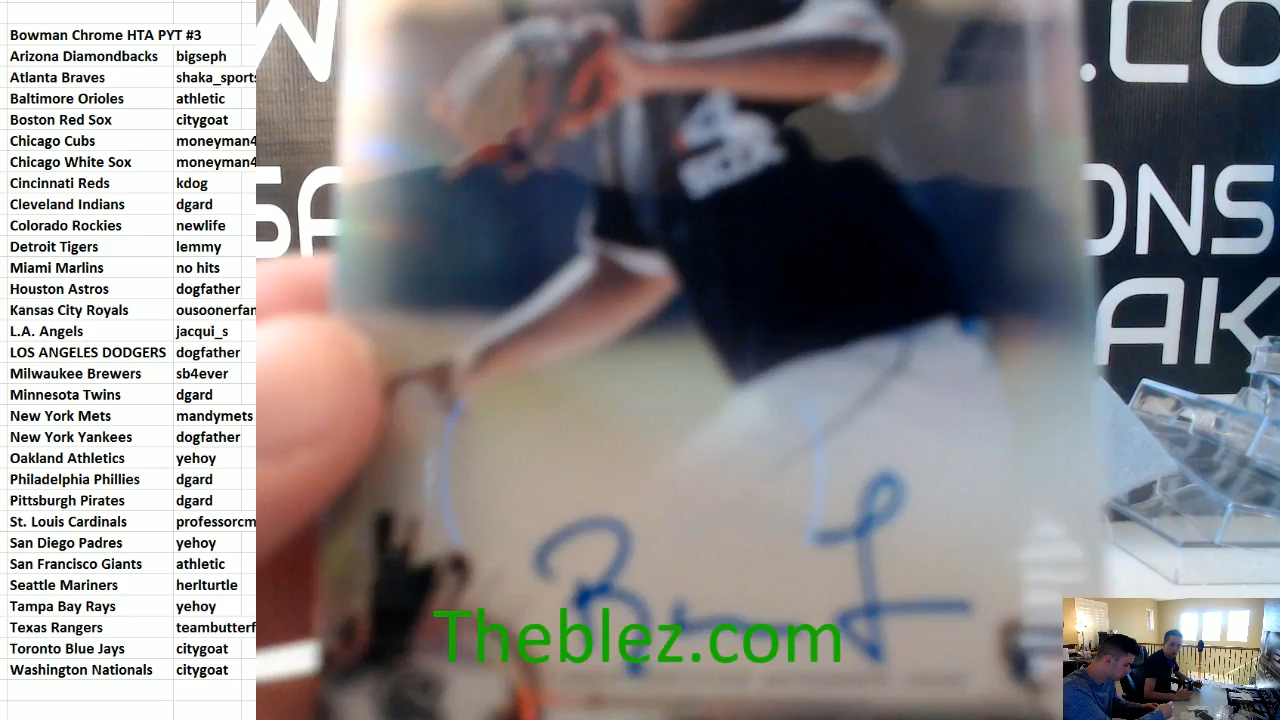 Bowman Chrome HTA PYT #3
Arizona Diamondbacks bigseph
Atlanta Braves shaka_sports
Baltimore Orioles athletic
Boston Red Sox citygoat
Chicago Cubs moneyman4
Chicago White Sox moneyman4
Cincinnati Reds kdog
Cleveland Indians dgard
Colorado Rockies newlife
Detroit Tigers lemmy
Miami Marlins no hits
Houston Astros dogfather
Kansas City Royals ousoonerfan
L.A. Angels jacqui_s
LOS ANGELES DODGERS dogfather
Milwaukee Brewers sb4ever
Minnesota Twins dgard
New York Mets mandymets
New York Yankees dogfather
Oakland Athletics yehoy
Philadelphia Phillies dgard
Pittsburgh Pirates dgard
St. Louis Cardinals professorcm
San Diego Padres yehoy
San Francisco Giants athletic
Seattle Mariners herlturtle
Tampa Bay Rays yehoy
Texas Rangers teambutterf
Toronto Blue Jays citygoat
Washington Nationals citygoat
W .CO
SA ONS
AK
Theblez.com